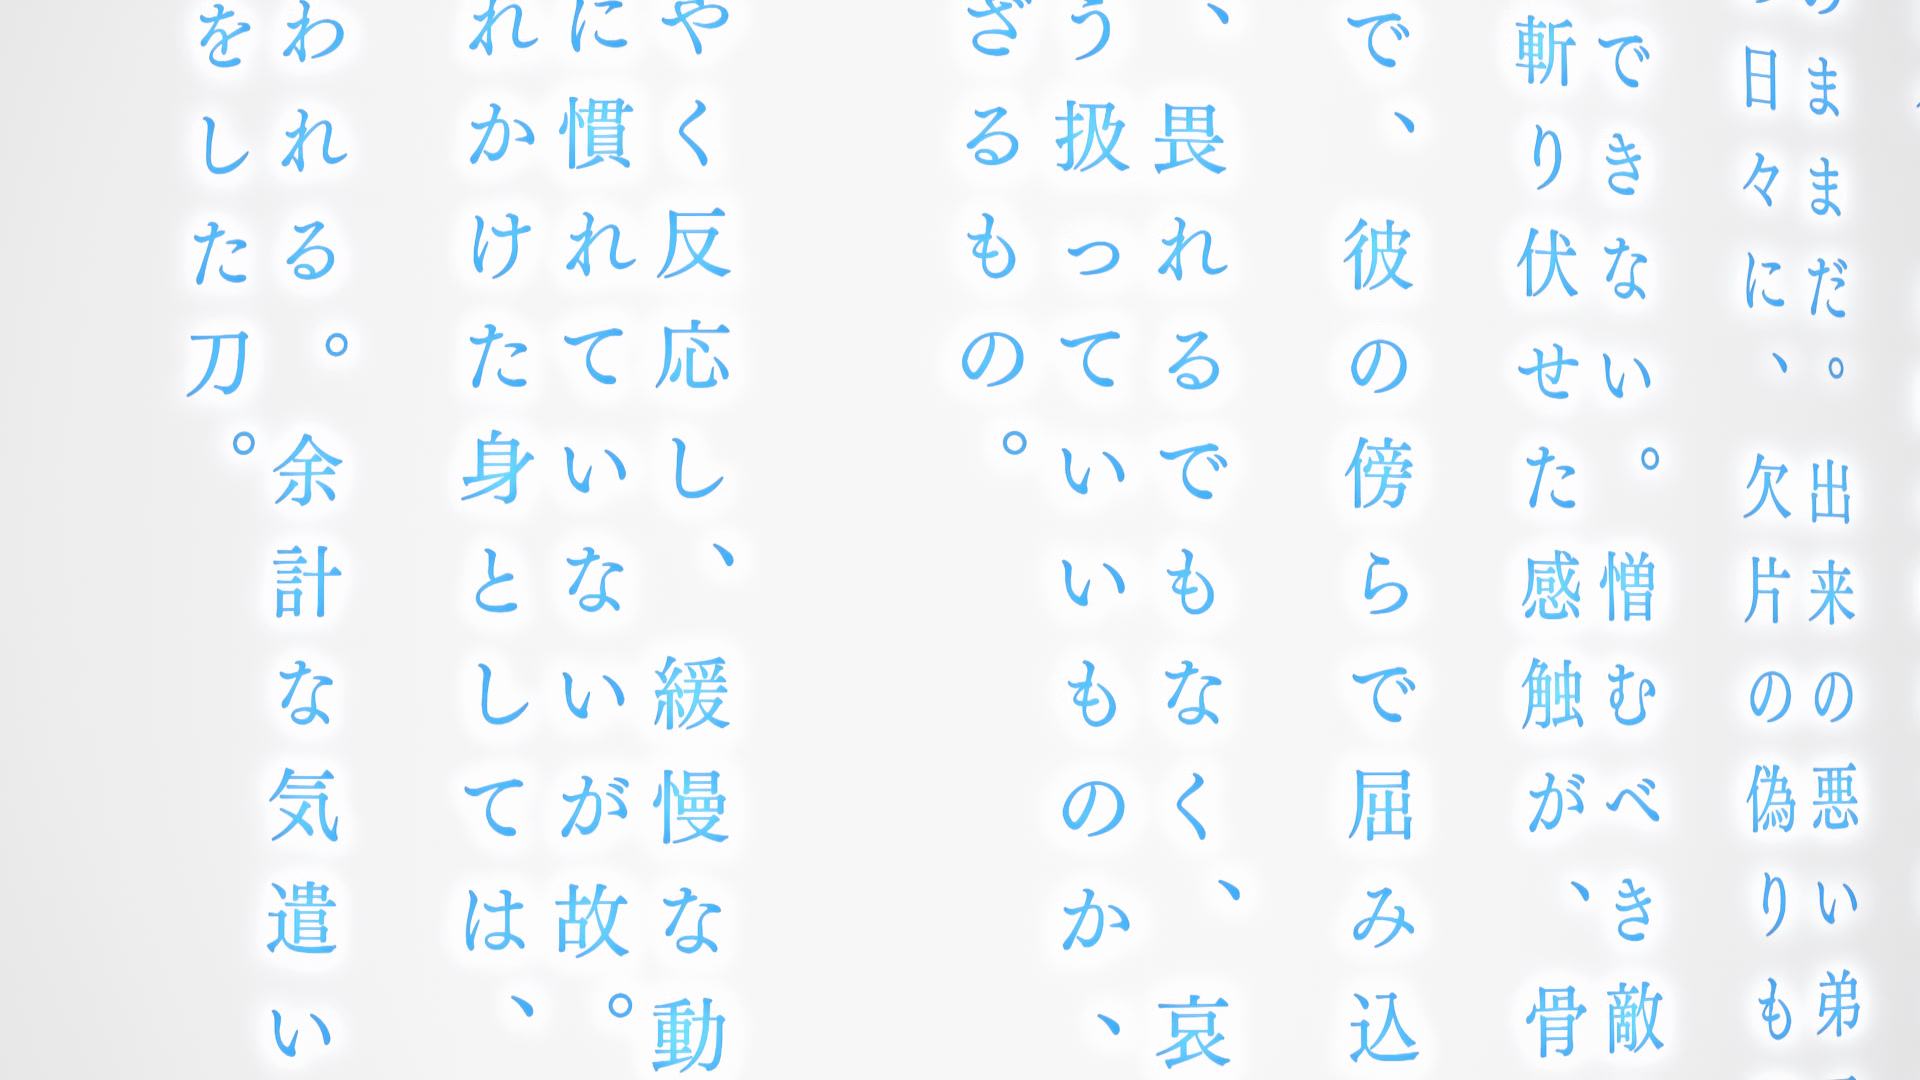 のままだ。出来の悪い弟
日々に、欠片の偽りも
できない。憎むべき敵
斬り伏せた感触が、骨
で、彼の傍らで屈み込
、畏れるでもなく、哀
う扱っていいものか、
ざるもの。
やく反応し、緩慢な動
に慣れていないが故。
れかけた身としては、
われる。余計な気遣い
をした刀。